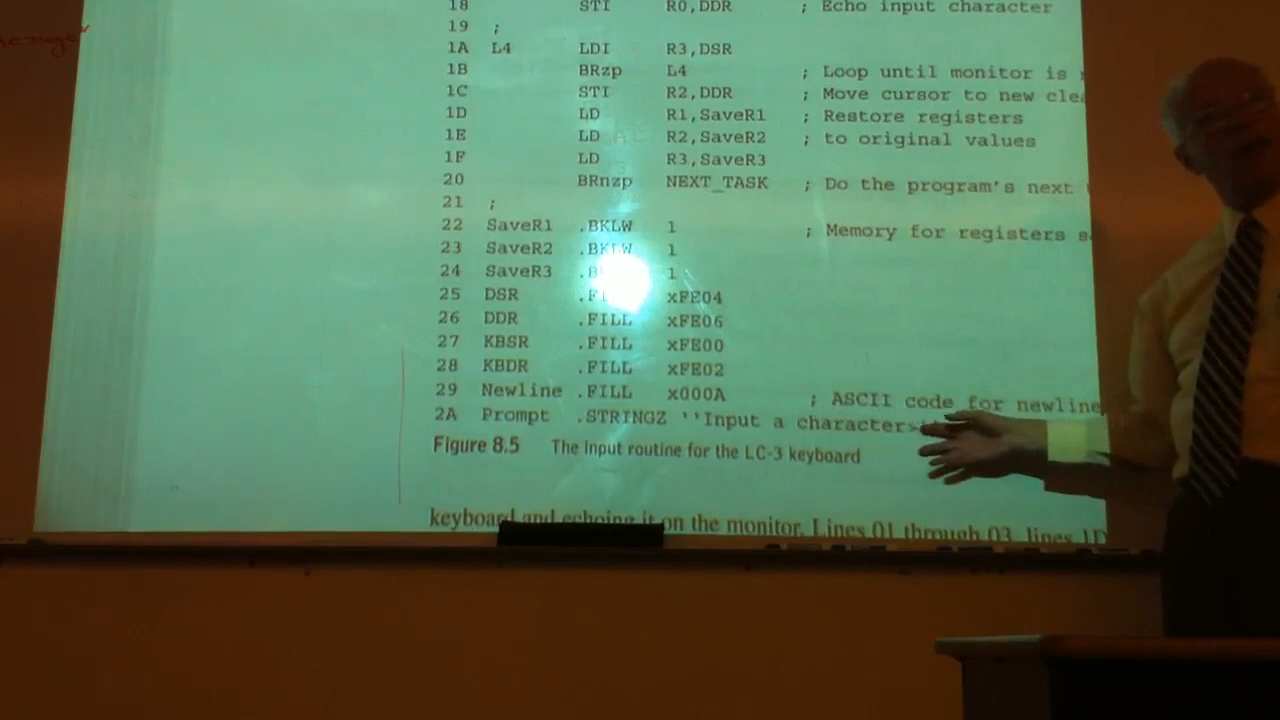 18 STI R0,DDR ; Echo input character
19 ;
1A L4 LDI R3,DSR
1B BRzp L4 ; Loop until monitor is
1C STI R2,DDR ; Move cursor to new clea
1D LD R1,SaveR1 ; Restore registers
1E LD R2,SaveR2 ; to original values
1F LD R3,SaveR3
20 BRnzp NEXT_TASK ; Do the program's next
21 ;
22 SaveR1 .BKLW 1 ; Memory for registers s
23 SaveR2 .BKLW 1
24 SaveR3 1
25 DSR .FILL xFE04
26 DDR .FILL xFE06
27 KBSR .FILL xFE00
28 KBDR .FILL xFE02
29 Newline .FILL x000A ; ASCII code for newline
2A Prompt .STRINGZ ''Input a character>
Figure 8.5 The input routine for the LC-3 keyboard
keyboard and echoing it on the monitor. Lines 01 through 03, lines 1D